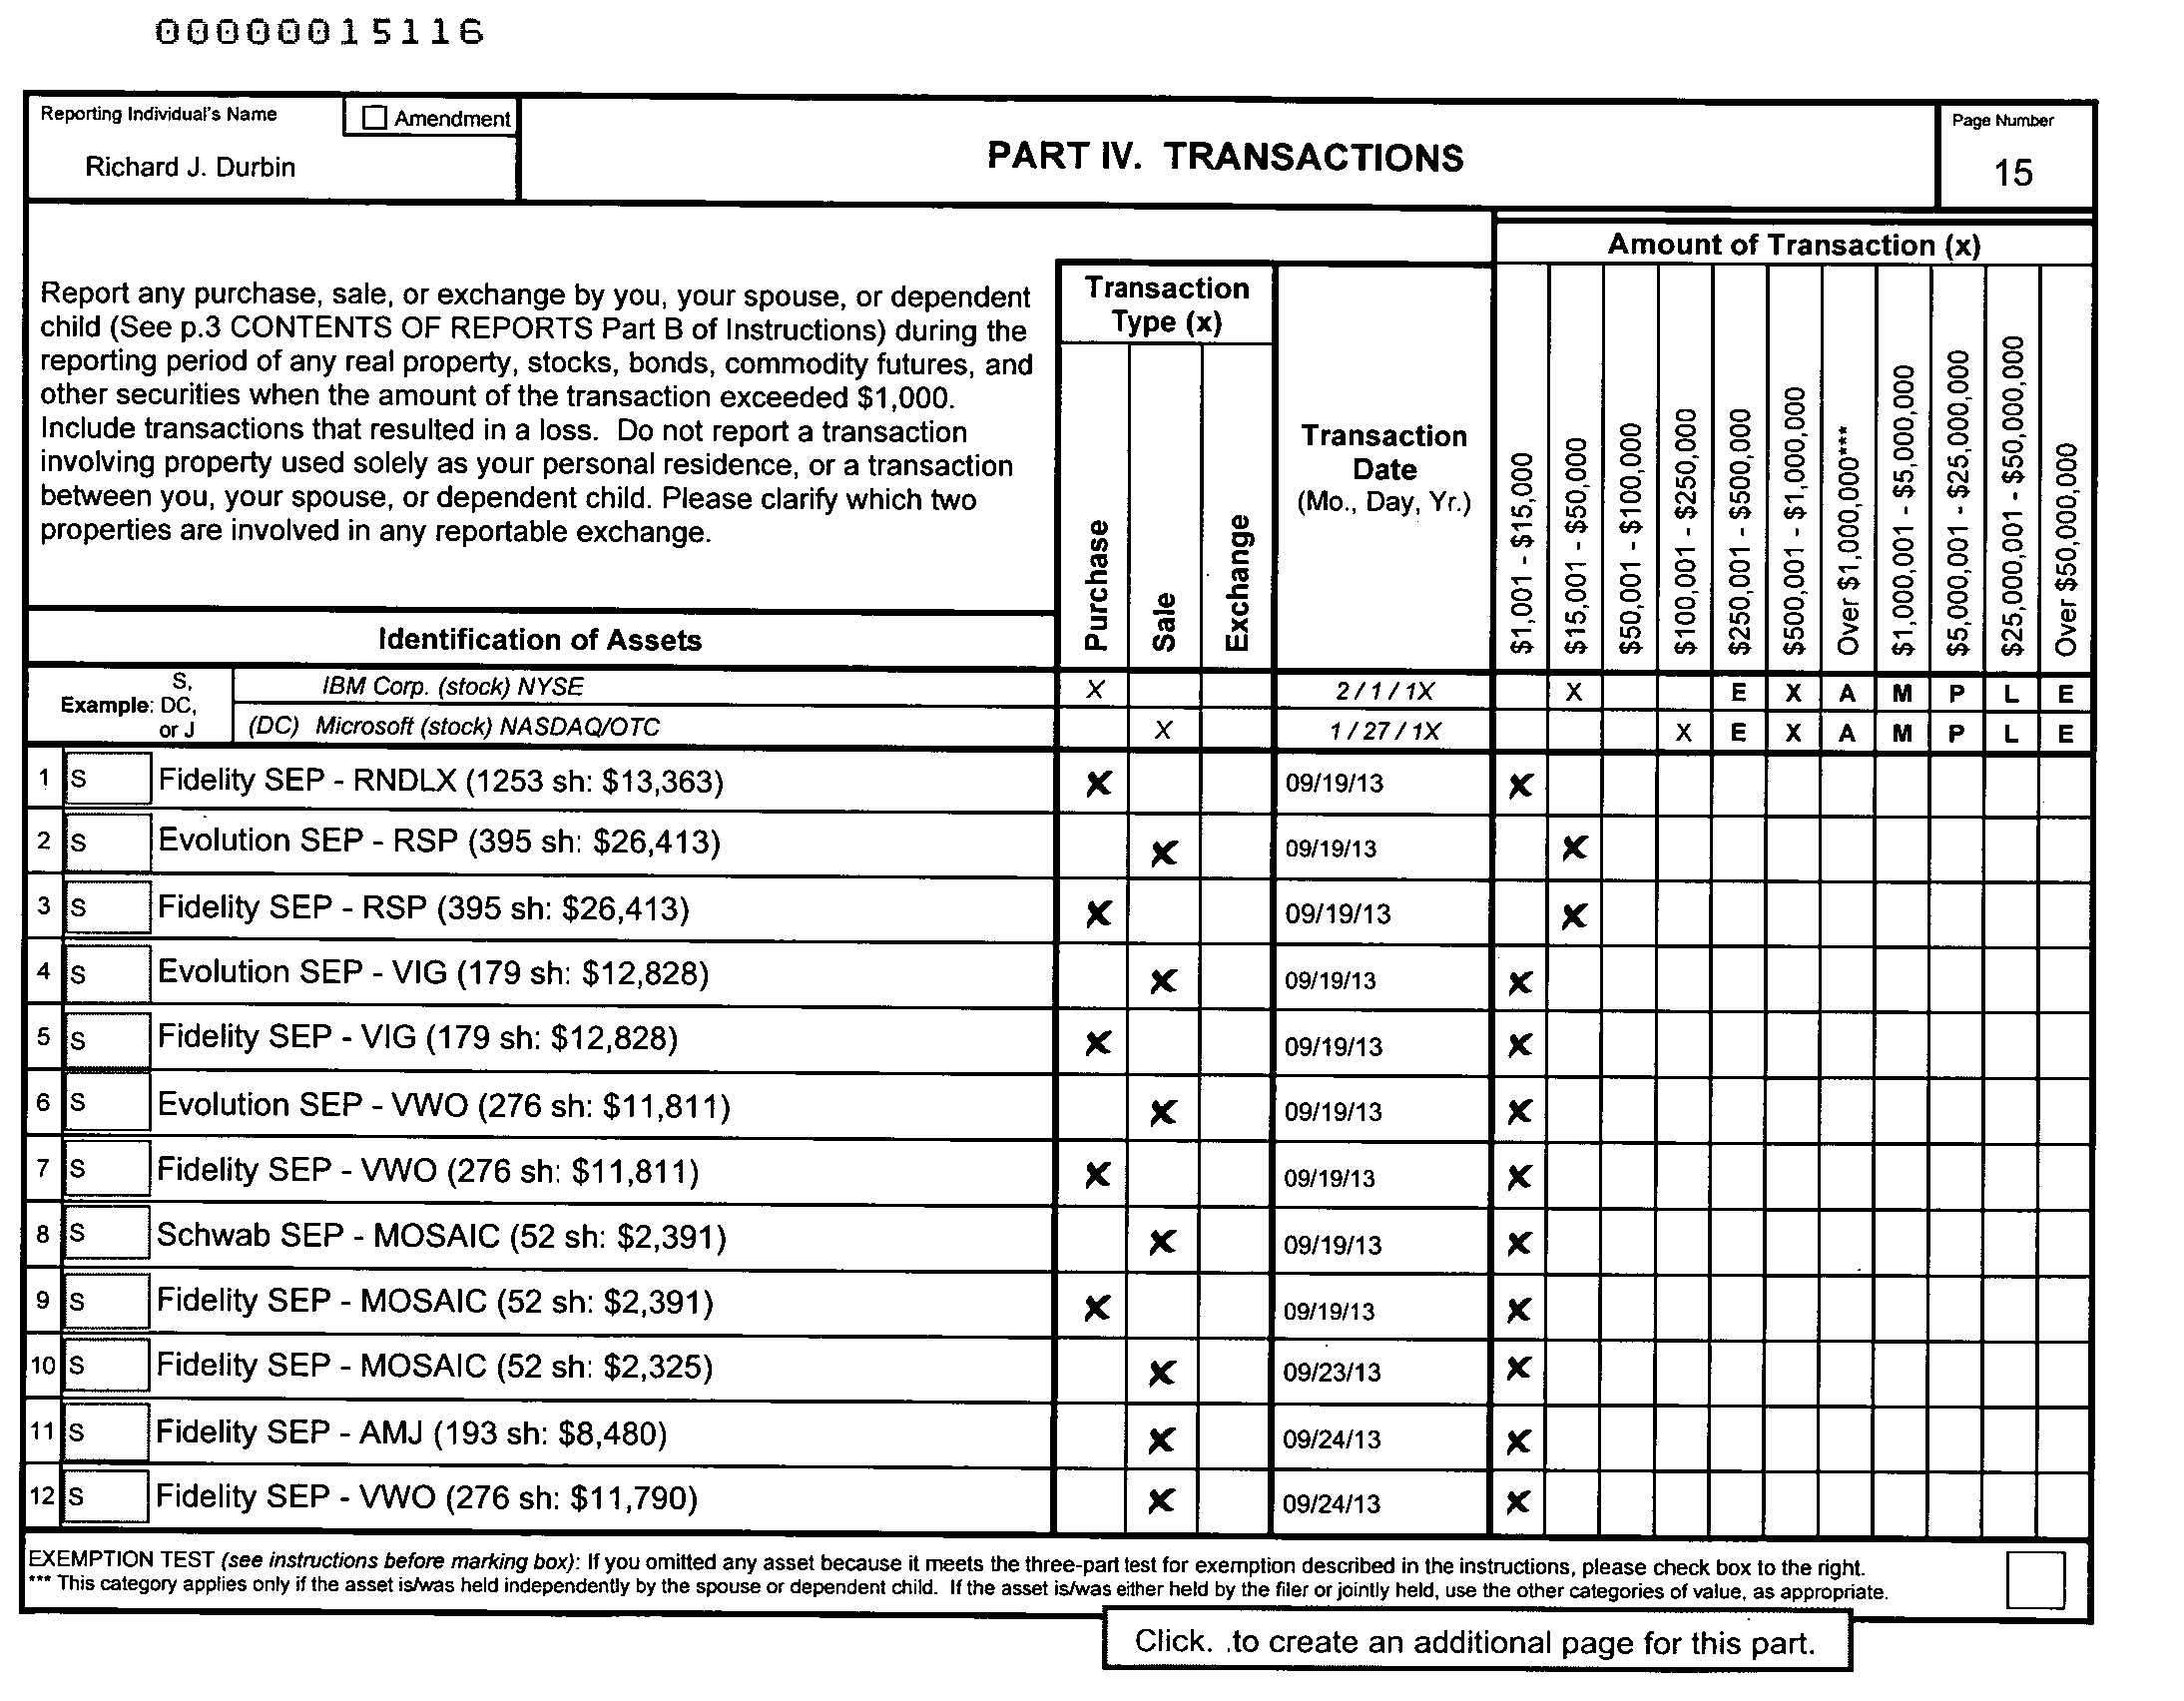 00000015116
Reporting Individual's Name
Amendment
Richard J. Durbin
PART IV. TRANSACTIONS
Page Number
15
Amount of Transaction (x)
Report any purchase, sale, or exchange by you, your spouse, or dependent
child (See p.3 CONTENTS OF REPORTS Part B of Instructions) during the
reporting period of any real property, stocks, bonds, commodity futures, and
other securities when the amount of the transaction exceeded $1,000.
Include transactions that resulted in a loss. Do not report a transaction
involving property used solely as your personal residence, or a transaction
between you, your spouse, or dependent child. Please clarify which two
properties are involved in any reportable exchange.
Transaction
Type (x)
Purchase
Sale
Exchange
Transaction
Date
(Mo., Day, Yr.)
$1,001 - $15,000
$15,001 - $50,000
$50,001 - $100,000
$100,001 - $250,000
$250,001 - $500,000
$500,001 - $1,000,000
Over $1,000,000***
$1,000,001 - $5,000,000
$5,000,001 - $25,000,000
$25,000,001 - $50,000,000
Over $50,000,000
Identification of Assets
Example: S, DC, or J
IBM Corp. (stock) NYSE X 2 / 1 / 1X X E X A M P L E
(DC) Microsoft (stock) NASDAQ/OTC X 1 / 27 / 1X X E X A M P L E
1 S Fidelity SEP - RNDLX (1253 sh: $13,363) X 09/19/13 X
2 S Evolution SEP - RSP (395 sh: $26,413) X 09/19/13 X
3 S Fidelity SEP - RSP (395 sh: $26,413) X 09/19/13 X
4 S Evolution SEP - VIG (179 sh: $12,828) X 09/19/13 X
5 S Fidelity SEP - VIG (179 sh: $12,828) X 09/19/13 X
6 S Evolution SEP - VWO (276 sh: $11,811) X 09/19/13 X
7 S Fidelity SEP - VWO (276 sh: $11,811) X 09/19/13 X
8 S Schwab SEP - MOSAIC (52 sh: $2,391) X 09/19/13 X
9 S Fidelity SEP - MOSAIC (52 sh: $2,391) X 09/19/13 X
10 S Fidelity SEP - MOSAIC (52 sh: $2,325) X 09/23/13 X
11 S Fidelity SEP - AMJ (193 sh: $8,480) X 09/24/13 X
12 S Fidelity SEP - VWO (276 sh: $11,790) X 09/24/13 X
EXEMPTION TEST (see instructions before marking box): If you omitted any asset because it meets the three-part test for exemption described in the instructions, please check box to the right.
*** This category applies only if the asset is/was held independently by the spouse or dependent child. If the asset is/was either held by the filer or jointly held, use the other categories of value, as appropriate.
Click. .to create an additional page for this part.